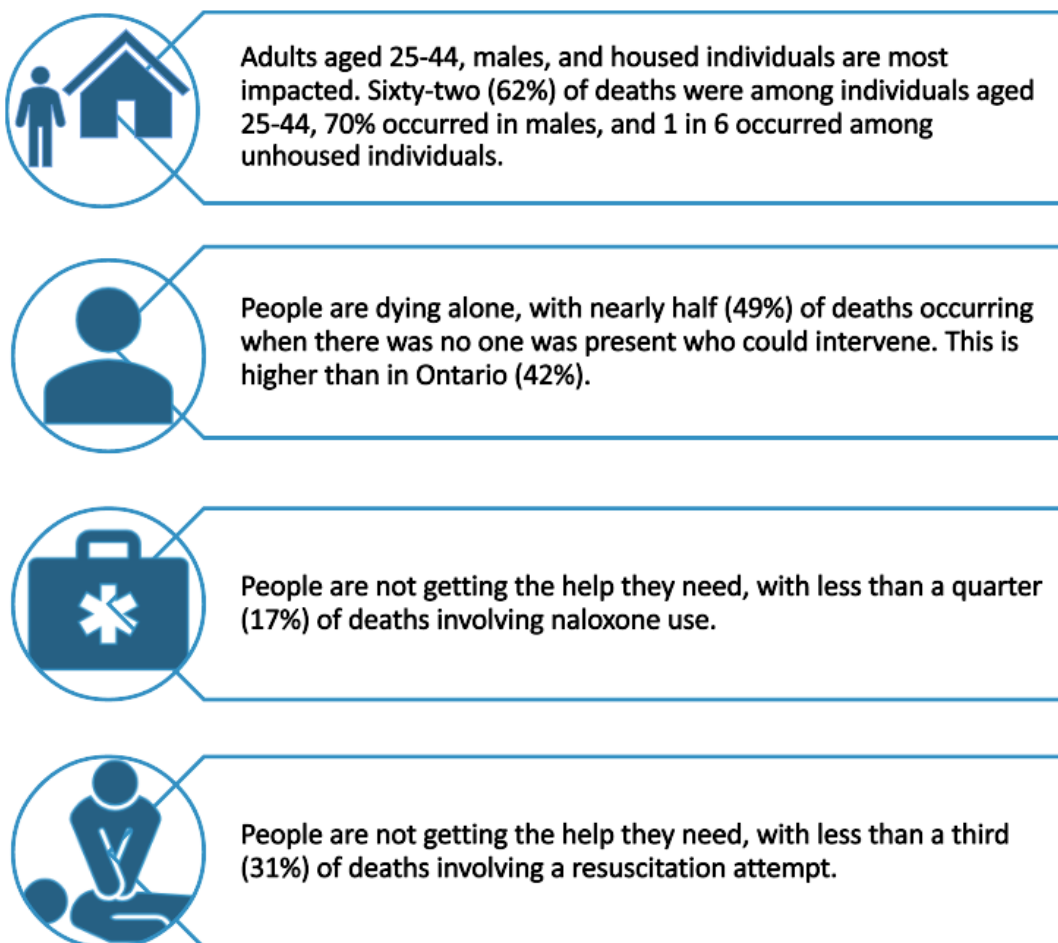 Adults aged 25-44, males, and housed individuals are most
impacted. Sixty-two (62%) of deaths were among individuals aged
25-44, 70% occurred in males, and 1 in 6 occurred among
unhoused individuals.
People are dying alone, with nearly half (49%) of deaths occurring
when there was no one was present who could intervene. This is
higher than in Ontario (42%).
People are not getting the help they need, with less than a quarter
(17%) of deaths involving naloxone use.
People are not getting the help they need, with less than a third
(31%) of deaths involving a resuscitation attempt.